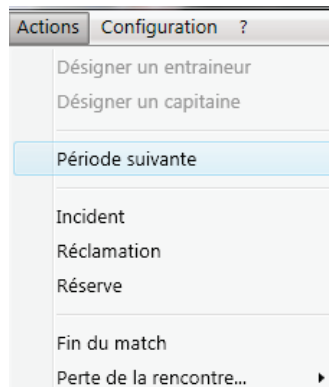 Actions Configuration ?
Désigner un entraineur
Désigner un capitaine
Période suivante
Incident
Réclamation
Réserve
Fin du match
Perte de la rencontre...